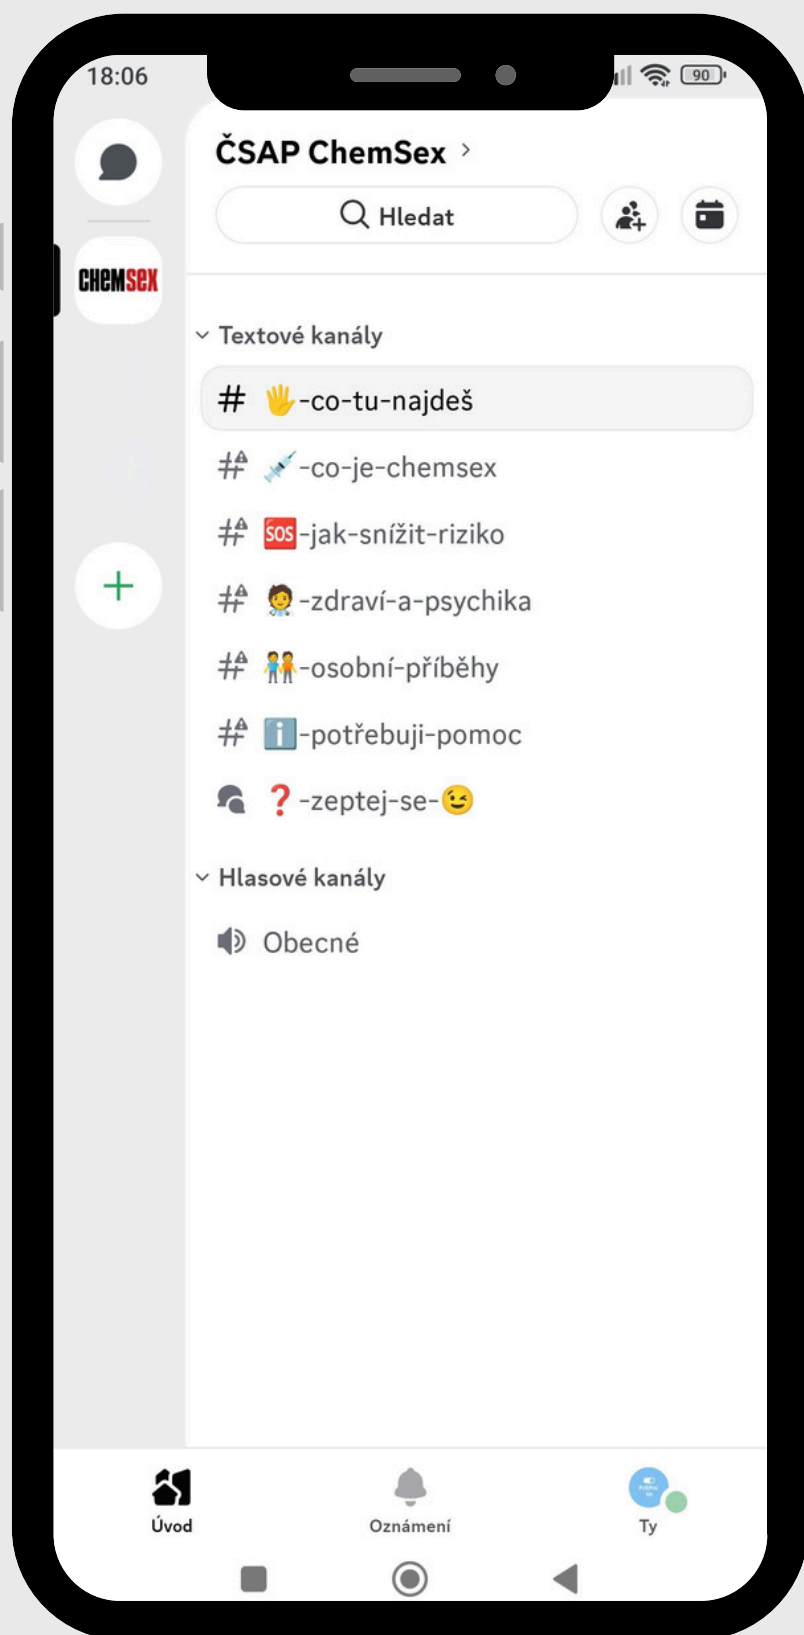 18:06
90
ČSAP ChemSex
Hledat
CHEMSEX
Textové kanály
🖐-co-tu-najdeš
💉-co-je-chemsex
🆘-jak-snížit-riziko
🧑‍⚕️-zdraví-a-psychika
🧑‍🤝‍🧑-osobní-příběhy
ℹ️-potřebuji-pomoc
❓-zeptej-se-😉
Hlasové kanály
Obecné
Úvod
Oznámení
Ty